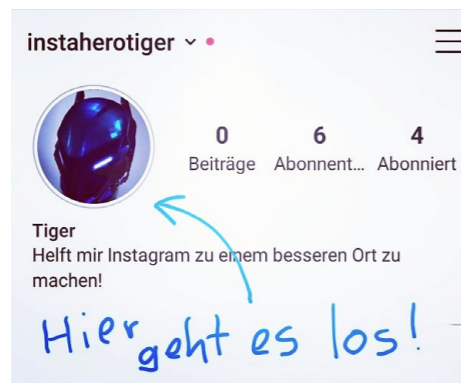 instaherotiger
0 6 4
Beiträge Abonnent... Abonniert
Tiger
Helft mir Instagram zu einem besseren Ort zu
machen!
Hier geht es los!